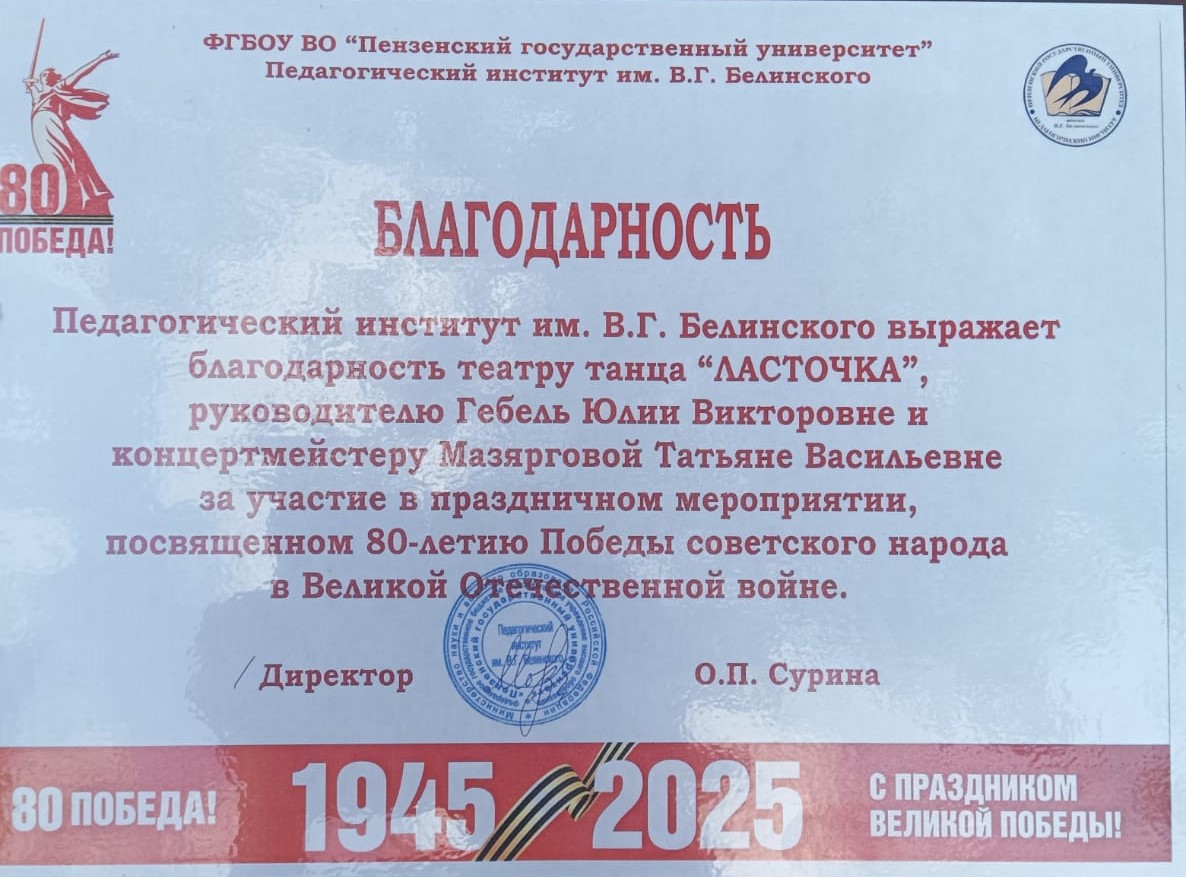 ФГБОУ ВО “Пензенский государственный университет”
Педагогический институт им. В.Г. Белинского
80
ПОБЕДА!
БЛАГОДАРНОСТЬ
Педагогический институт им. В.Г. Белинского выражает
благодарность театру танца “ЛАСТОЧКА”,
руководителю Гебель Юлии Викторовне и
концертмейстеру Мазярговой Татьяне Васильевне
за участие в праздничном мероприятии,
посвященном 80-летию Победы советского народа
в Великой Отечественной войне.
Педагогический
институт
им. В.Г. Белинского
Директор
О.П. Сурина
80 ПОБЕДА!
1945 2025
С ПРАЗДНИКОМ
ВЕЛИКОЙ ПОБЕДЫ!